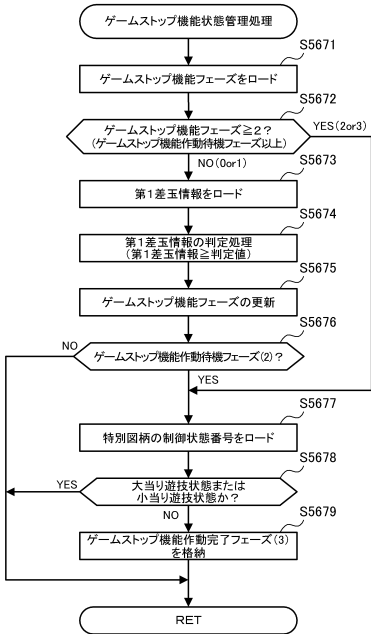 ゲームストップ機能状態管理処理
S5671
ゲームストップ機能フェーズをロード
S5672
ゲームストップ機能フェーズ≧2？
(ゲームストップ機能作動待機フェーズ以上)
YES(2or3)
NO(0or1)
S5673
第1差玉情報をロード
S5674
第1差玉情報の判定処理
(第1差玉情報≧判定値)
S5675
ゲームストップ機能フェーズの更新
S5676
NO
ゲームストップ機能作動待機フェーズ(2)？
YES
S5677
特別図柄の制御状態番号をロード
S5678
YES
大当り遊技状態または
小当り遊技状態か？
NO
S5679
ゲームストップ機能作動完了フェーズ(3)
を格納
RET